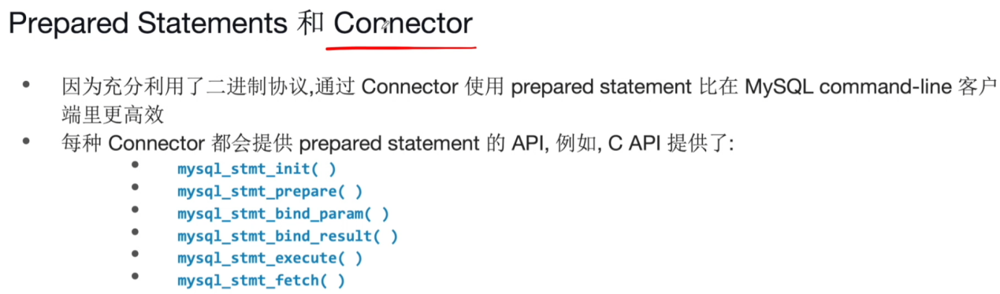 Prepared Statements 和 Connector
• 因为充分利用了二进制协议,通过 Connector 使用 prepared statement 比在 MySQL command-line 客户
端里更高效
• 每种 Connector 都会提供 prepared statement 的 API, 例如, C API 提供了:
• mysql_stmt_init( )
• mysql_stmt_prepare( )
• mysql_stmt_bind_param( )
• mysql_stmt_bind_result( )
• mysql_stmt_execute( )
• mysql_stmt_fetch( )